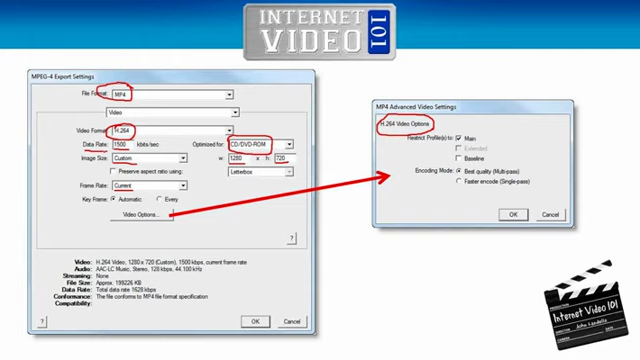 INTERNET
VIDEO
101
MPEG-4 Export Settings
File Format: MP4
Video
Video Format: H.264
Data Rate: 1500 kbits/sec Optimized for: CD/DVD-ROM
Image Size: Custom w: 1280 x h: 720
Preserve aspect ratio using: Letterbox
Frame Rate: Current
Key Frame: Automatic Every
Video Options...
?
Video: H.264 Video, 1280 x 720 (Custom), 1500 kbps, current frame rate
Audio: AAC-LC Music, Stereo, 128 kbps, 44.100 kHz
Streaming: None
File Size: Approx. 199226 KB
Data Rate: Total data rate 1628 kbps
Conformance: The file conforms to MP4 file format specification
Compatibility:
? OK Cancel
MP4 Advanced Video Settings
H.264 Video Options
Restrict Profile(s) to: Main
Extended
Baseline
Encoding Mode: Best quality (Multi-pass)
Faster encode (Single-pass)
OK Cancel
Internet Video 101